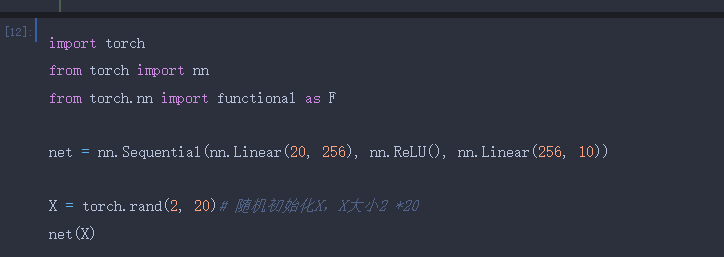 [12]:
import torch
from torch import nn
from torch.nn import functional as F
net = nn.Sequential(nn.Linear(20, 256), nn.ReLU(), nn.Linear(256, 10))
X = torch.rand(2, 20)# 随机初始化X，X大小2 *20
net(X)